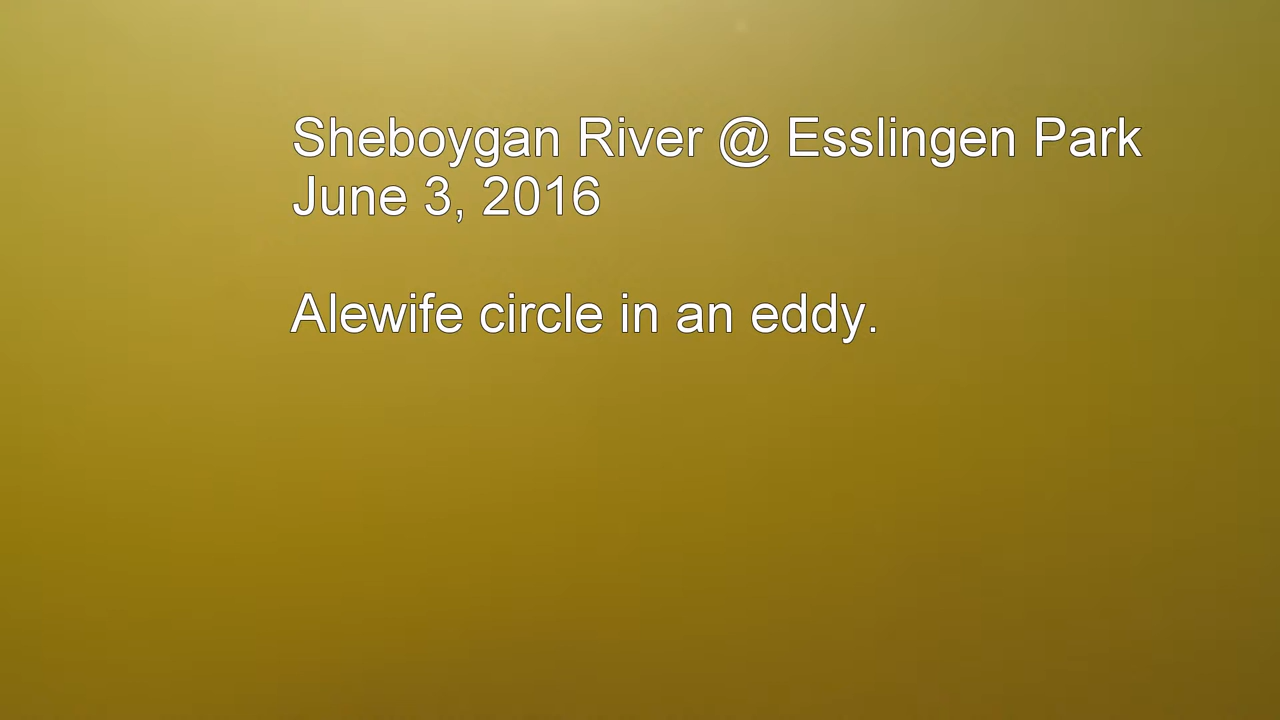 Sheboygan River @ Esslingen Park
June 3, 2016
Alewife circle in an eddy.